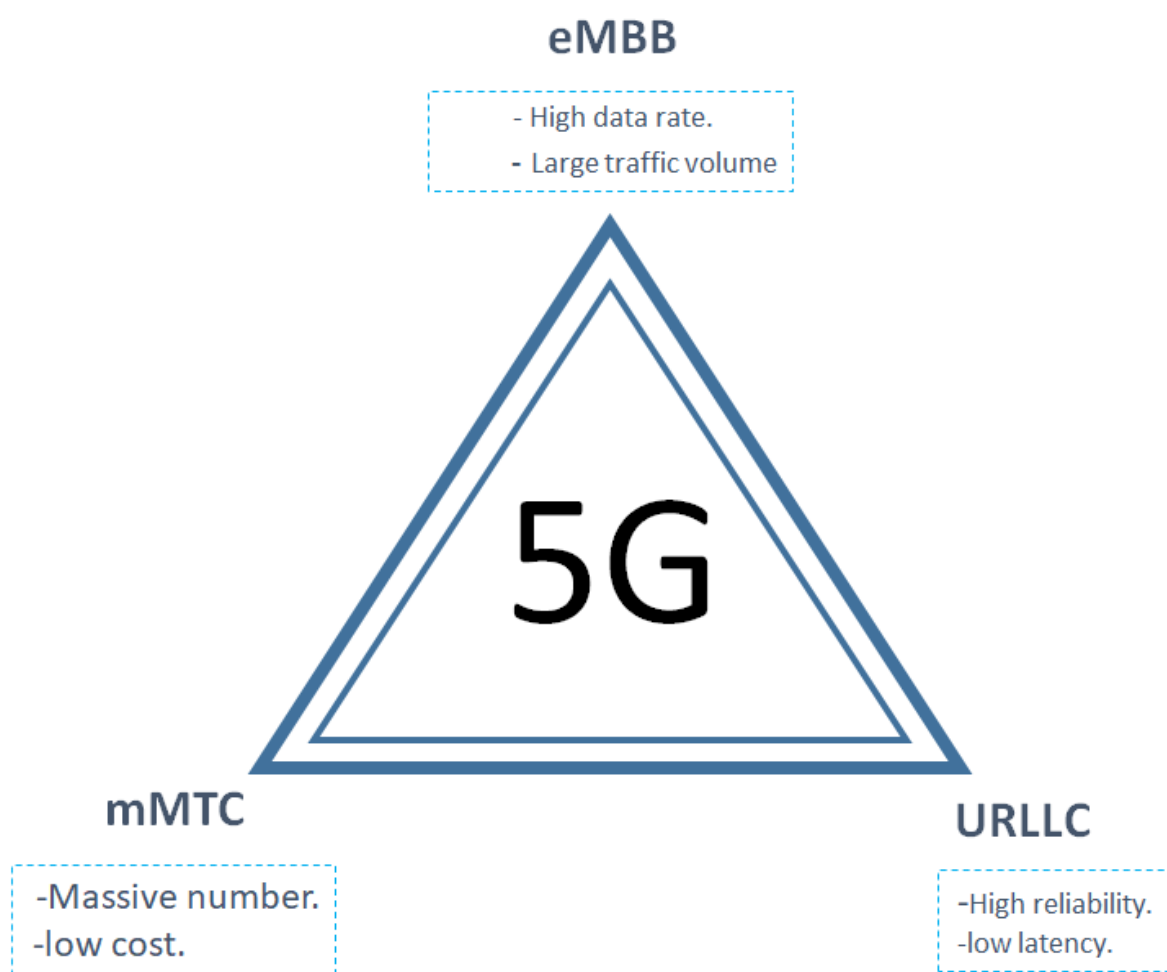 eMBB
- High data rate.
- Large traffic volume
5G
mMTC
-Massive number.
-low cost.
URLLC
-High reliability.
-low latency.